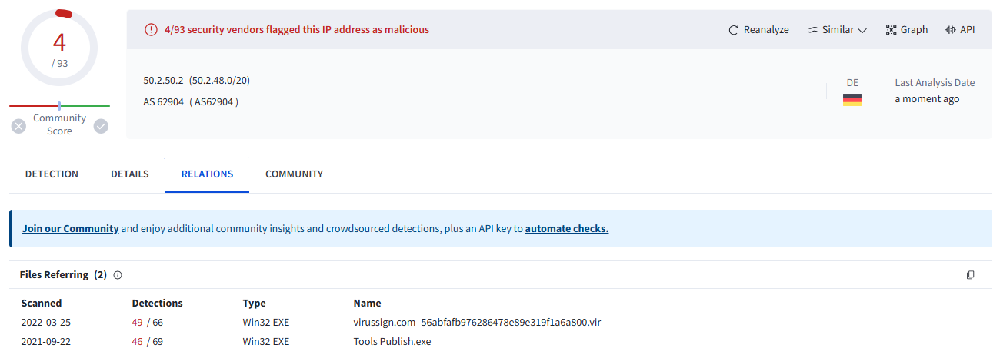 4
/ 93
Community
Score
4/93 security vendors flagged this IP address as malicious
Reanalyze Similar Graph API
50.2.50.2 (50.2.48.0/20)
AS 62904 ( AS62904 )
DE
Last Analysis Date
a moment ago
DETECTION DETAILS RELATIONS COMMUNITY
Join our Community and enjoy additional community insights and crowdsourced detections, plus an API key to automate checks.
Files Referring (2)
Scanned Detections Type Name
2022-03-25 49 / 66 Win32 EXE virussign.com_56abfafb976286478e89e319f1a6a800.vir
2021-09-22 46 / 69 Win32 EXE Tools Publish.exe